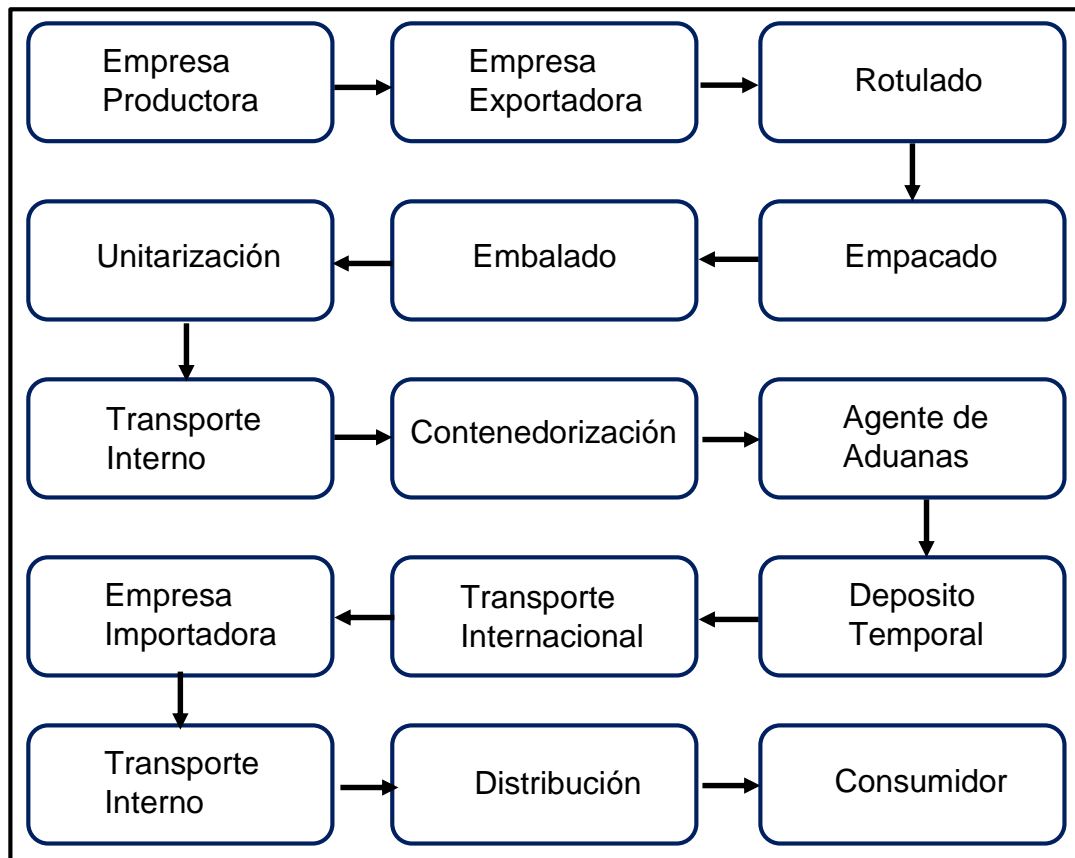 Empresa
Productora
Empresa
Exportadora
Rotulado
Unitarización
Embalado
Empacado
Transporte
Interno
Contenedorización
Agente de
Aduanas
Empresa
Importadora
Transporte
Internacional
Deposito
Temporal
Transporte
Interno
Distribución
Consumidor